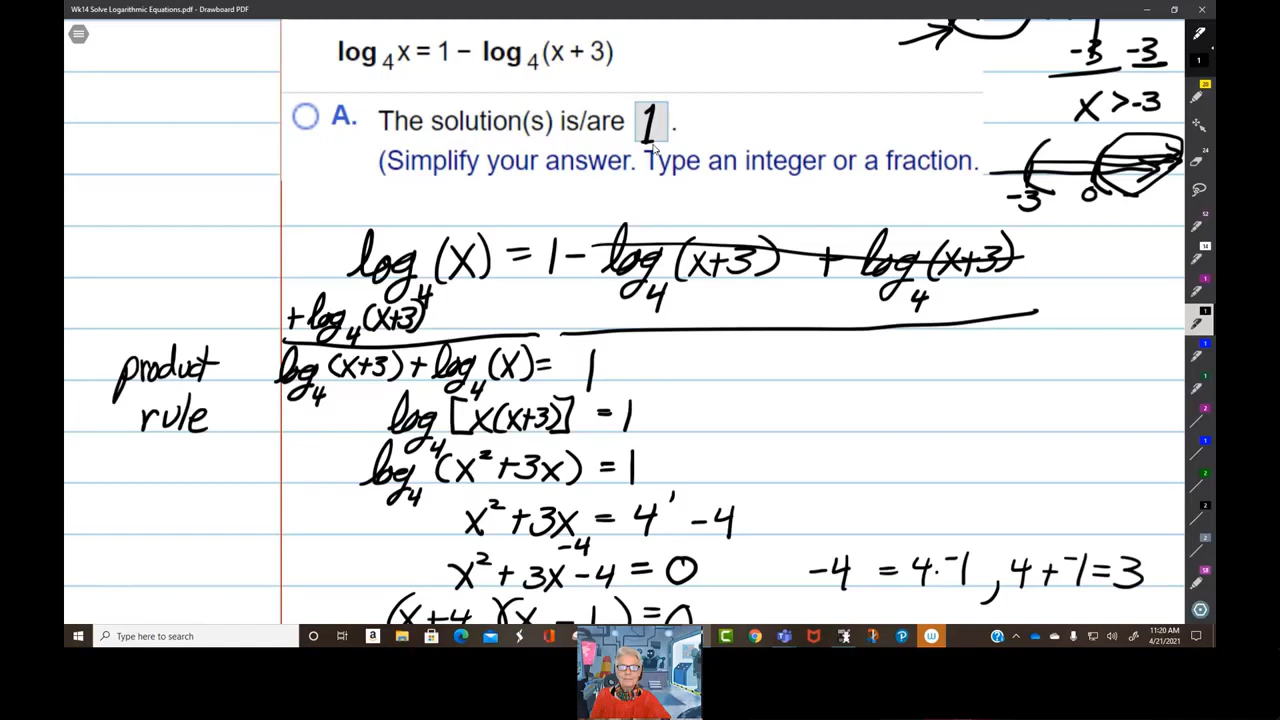 Wk14 Solve Logarithmic Equations.pdf - Drawboard PDF
log 4 x = 1 − log 4 (x + 3)
-3 -3
x > -3
A. The solution(s) is/are 1 .
(Simplify your answer. Type an integer or a fraction.
-3 0
log4 (x) = 1 - log4 (x+3) + log4 (x+3)
+ log4 (x+3)
log4 (x+3) + log4 (x) = 1
product rule
log4 [x(x+3)] = 1
log4 (x² + 3x) = 1
x² + 3x = 4¹ - 4
-4
x² + 3x - 4 = 0
-4 = 4·-1 , 4 + -1 = 3
(x + 4)(x - 1) = 0
Type here to search
11:20 AM
4/21/2021